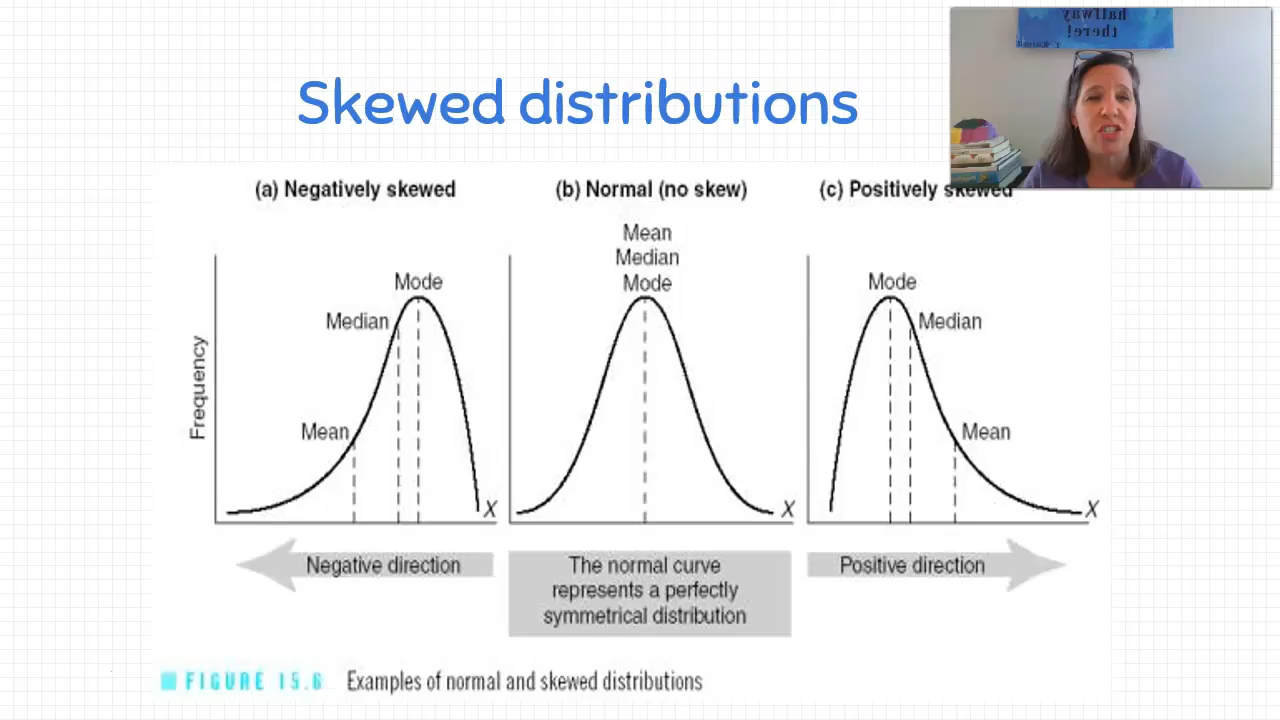 halfway
there!
Skewed distributions
(a) Negatively skewed
(b) Normal (no skew)
(c) Positively skewed
Mean
Median
Mode
Mode
Median
Mean
Frequency
X
X
Mode
Median
Mean
X
Negative direction
The normal curve
represents a perfectly
symmetrical distribution
Positive direction
FIGURE 15.6 Examples of normal and skewed distributions